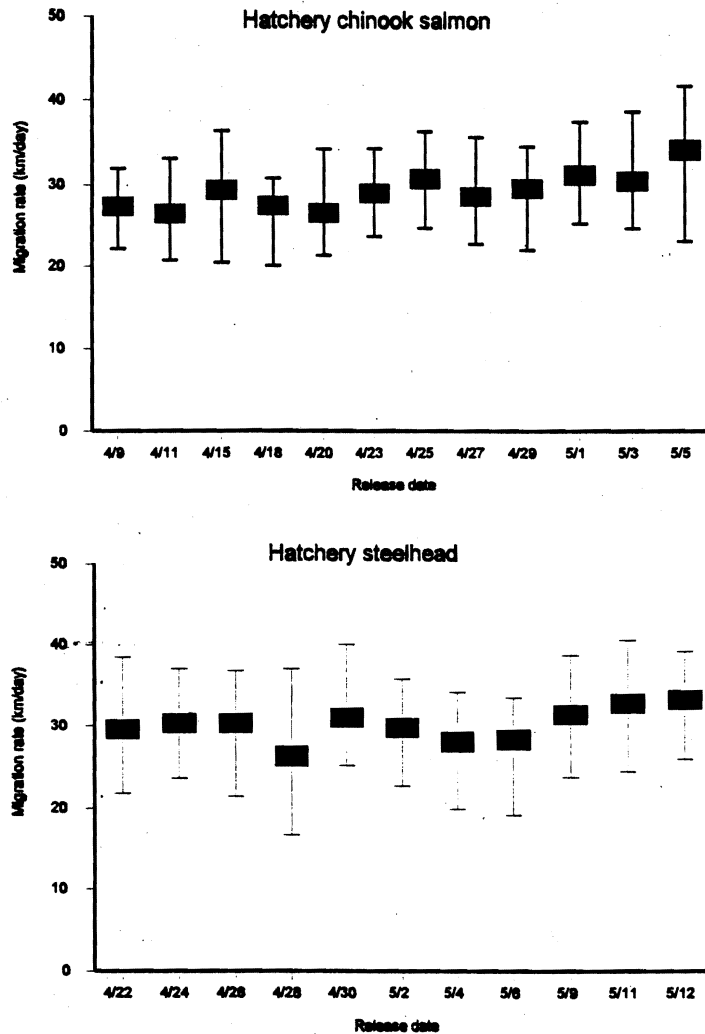 Hatchery chinook salmon
Migration rate (km/day)
50
40
30
20
10
0
4/9 4/11 4/15 4/18 4/20 4/23 4/25 4/27 4/29 5/1 5/3 5/5
Release date
Hatchery steelhead
Migration rate (km/day)
50
40
30
20
10
0
4/22 4/24 4/26 4/28 4/30 5/2 5/4 5/6 5/9 5/11 5/12
Release date